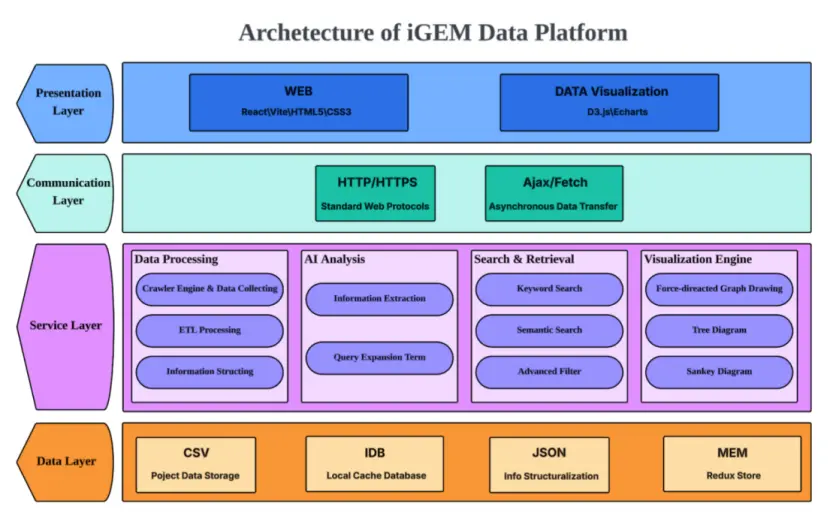 Archetecture of iGEM Data Platform
Presentation
Layer
WEB
React\Vite\HTML5\CSS3
DATA Visualization
D3.js\Echarts
Communication
Layer
HTTP/HTTPS
Standard Web Protocols
Ajax/Fetch
Asynchronous Data Transfer
Service Layer
Data Processing
Crawler Engine & Data Collecting
ETL Processing
Information Structing
AI Analysis
Information Extraction
Query Expansion Term
Search & Retrieval
Keyword Search
Semantic Search
Advanced Filter
Visualization Engine
Force-direacted Graph Drawing
Tree Diagram
Sankey Diagram
Data Layer
CSV
Poject Data Storage
IDB
Local Cache Database
JSON
Info Structuralization
MEM
Redux Store